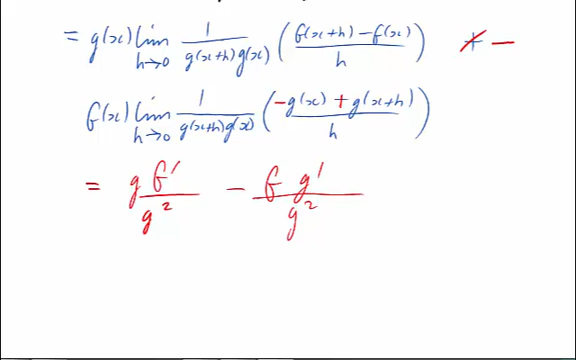 = g(x) lim h→0 1/(g(x+h)g(x)) ( (f(x+h) − f(x))/h ) + −
f(x) lim h→0 1/(g(x+h)g(x)) ( (−g(x) + g(x+h))/h )
= g f′/g² − f g′/g²